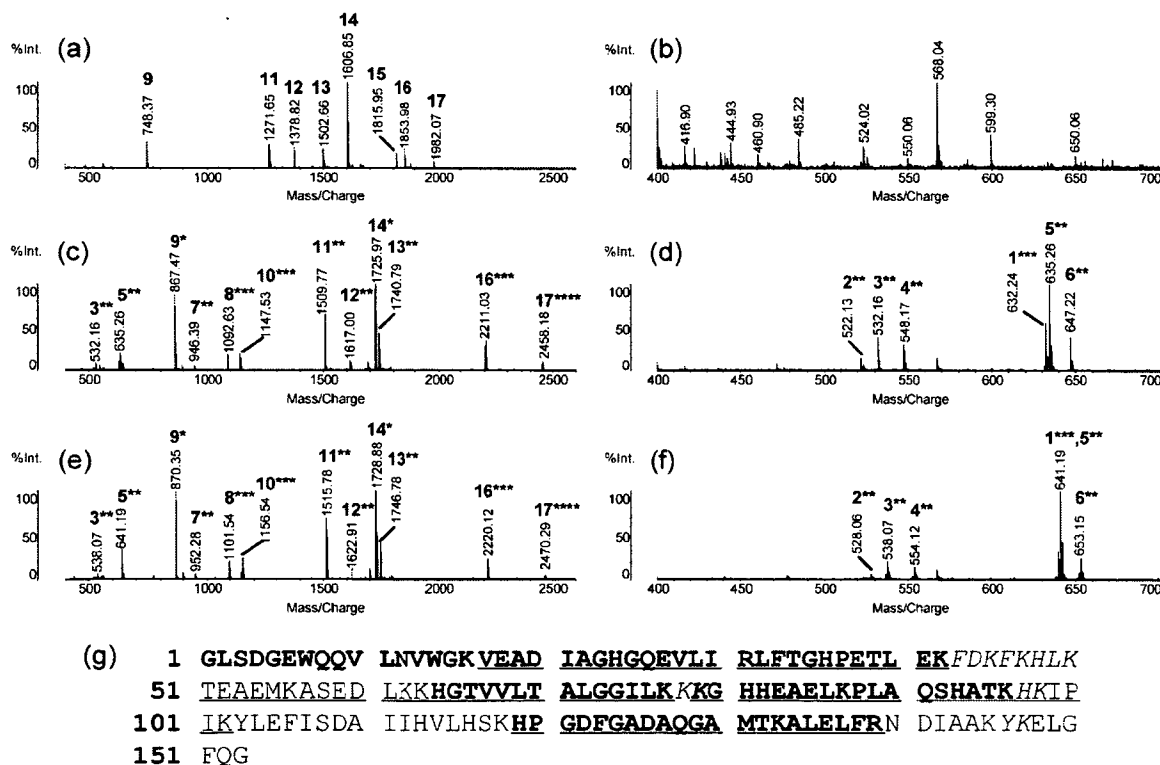 (a) %Int. 100 50 0
9 748.37
11 1271.65
12 1378.82
13 1502.66
14 1606.85
15 1815.95
16 1853.98
17 1982.07
500 1000 1500 2000 2500
Mass/Charge
(b) %Int. 100 50 0
416.90 444.93 460.90 485.22 524.02 550.06 568.04 599.30 650.06
400 450 500 550 600 650 700
Mass/Charge
(c) %Int. 100 50 0
3** 532.16
5** 635.26
9* 867.47
7** 946.39
8*** 1092.63
10*** 1147.53
11** 1509.77
12** 1617.00
14* 1725.97
13** 1740.79
16*** 2211.03
17**** 2458.18
500 1000 1500 2000 2500
Mass/Charge
(d) %Int. 100 50 0
2** 522.13
3** 532.16
4** 548.17
1*** 632.24
5** 635.26
6** 647.22
400 450 500 550 600 650 700
Mass/Charge
(e) %Int. 100 50 0
3** 538.07
5** 641.19
9* 870.35
7** 952.28
8*** 1101.54
10*** 1156.54
11** 1515.78
12** 1622.91
14* 1728.88
13** 1746.78
16*** 2220.12
17**** 2470.29
500 1000 1500 2000 2500
Mass/Charge
(f) %Int. 100 50 0
2** 528.06
3** 538.07
4** 554.12
1***,5** 641.19
6** 653.15
400 450 500 550 600 650 700
Mass/Charge
(g) 1 GLSDGEWQQV LNVWGKVEAD IAGHGQEVLI RLFTGHPETL EKFDKFKHLK
51 TEAEMKASED LKKHGTVVLT ALGGILKKKG HHEAELKPLA QSHATKHKIP
101 IKYLEFISDA IIHVLHSKHP GDFGADAQGA MTKALELFRN DIAAKYKELG
151 FQG